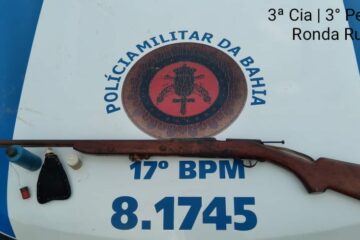 3ª Cia | 3° Pe
Ronda Ru
POLÍCIA MILITAR DA BAHIA
17º BPM
8.1745